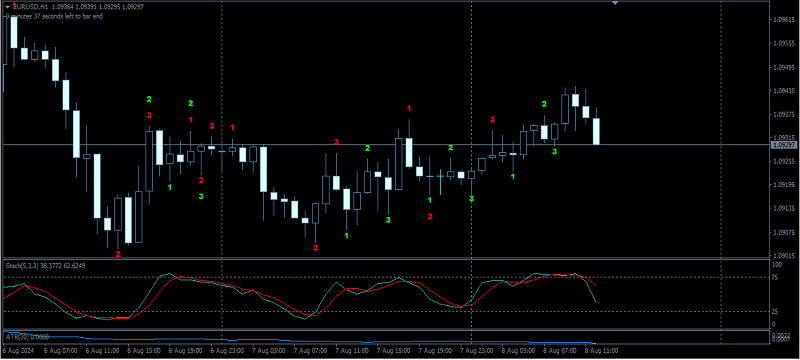 EURUSD,H1 1.09364 1.09391 1.09295 1.09297
0 minutes 37 seconds left to bar end
1.09615
1.09555
1.09495
1.09435
1.09375
1.09315
1.09297
1.09255
1.09195
1.09135
1.09075
1.09015
2
3
1
2
1
3
1
2
3
2
3
2
1
2
3
1
2
1
2
3
3
1
2
3
2
Stoch(5,3,3) 38.3772 62.6249
100
75
25
0
ATR(20) 0.0008
0.0022
0.0007
6 Aug 2024
6 Aug 07:00
6 Aug 11:00
6 Aug 15:00
6 Aug 19:00
6 Aug 23:00
7 Aug 03:00
7 Aug 07:00
7 Aug 11:00
7 Aug 15:00
7 Aug 19:00
7 Aug 23:00
8 Aug 03:00
8 Aug 07:00
8 Aug 11:00